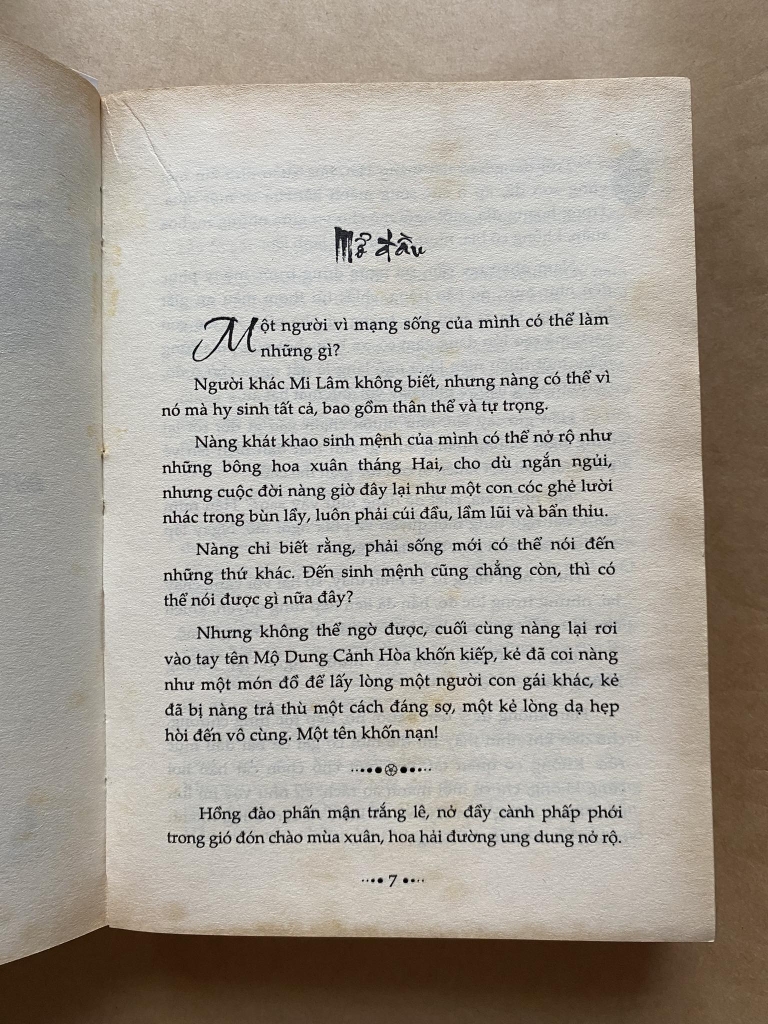 Mở đầu
Một người vì mạng sống của mình có thể làm
những gì?
Người khác Mi Lâm không biết, nhưng nàng có thể vì
nó mà hy sinh tất cả, bao gồm thân thể và tự trọng.
Nàng khát khao sinh mệnh của mình có thể nở rộ như
những bông hoa xuân tháng Hai, cho dù ngắn ngủi,
nhưng cuộc đời nàng giờ đây lại như một con cóc ghẻ lười
nhác trong bùn lầy, luôn phải cúi đầu, lầm lũi và bẩn thỉu.
Nàng chỉ biết rằng, phải sống mới có thể nói đến
những thứ khác. Đến sinh mệnh cũng chẳng còn, thì có
thể nói được gì nữa đây?
Nhưng không thể ngờ được, cuối cùng nàng lại rơi
vào tay tên Mộ Dung Cảnh Hòa khốn kiếp, kẻ đã coi nàng
như một món đồ để lấy lòng một người con gái khác, kẻ
đã bị nàng trả thù một cách đáng sợ, một kẻ lòng dạ hẹp
hòi đến vô cùng. Một tên khốn nạn!
Hồng đào phấn mận trắng lê, nở đầy cành phấp phới
trong gió đón chào mùa xuân, hoa hải đường ung dung nở rộ.
7